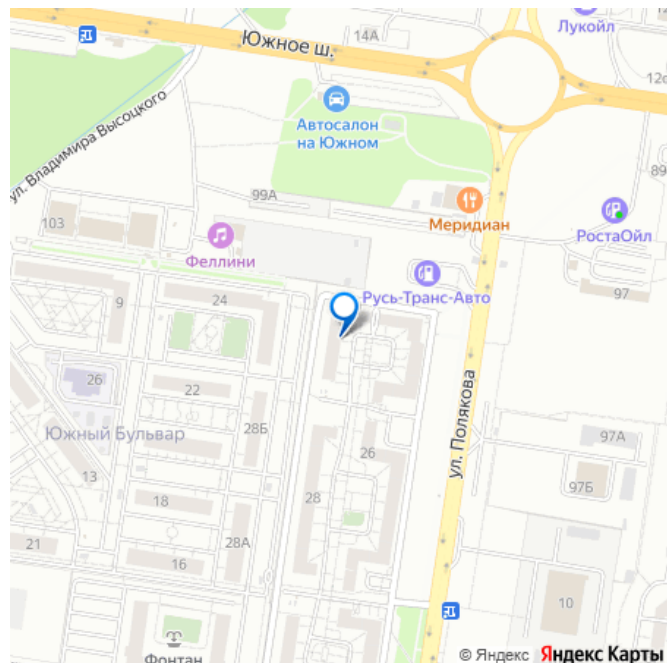 Лукойл
14А
Южное ш.
12с
Автосалон
на Южном
ул. Владимира Высоцкого
89
99А
Меридиан
103
РостаОйл
Феллини
Русь-Транс-Авто
97
9
24
26
22
ул. Полякова
28Б
Южный Бульвар
26
97А
13
97Б
28
18
21
16
28А
10
Фонтан
© Яндекс Яндекс Карты